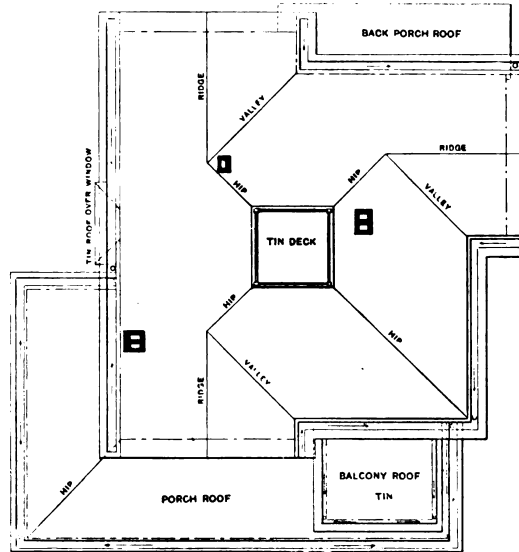 BACK PORCH ROOF
RIDGE
VALLEY
RIDGE
HIP
HIP
VALLEY
TIN ROOF OVER WINDOW
TIN DECK
HIP
HIP
VALLEY
RIDGE
BALCONY ROOF
TIN
HIP
PORCH ROOF